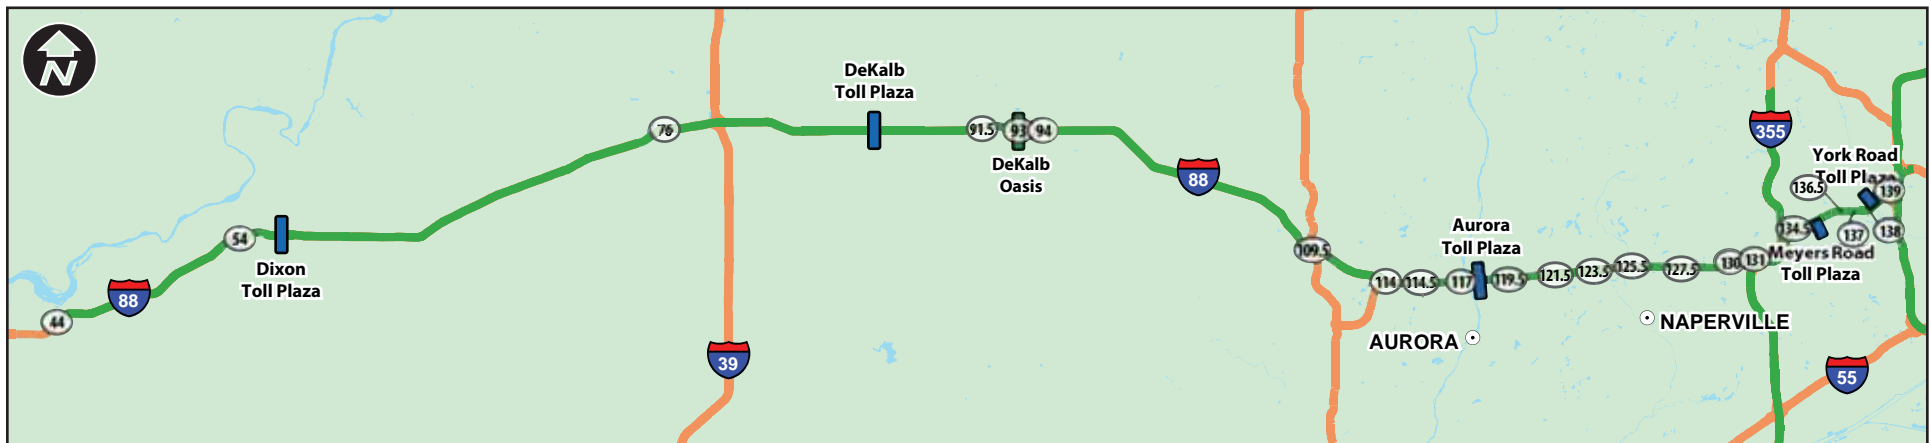 N
DeKalb
Toll Plaza
76
91.5
93
94
DeKalb
Oasis
88
355
York Road
Toll Plaza
136.5
139
54
Dixon
Toll Plaza
88
44
39
109.5
Aurora
Toll Plaza
114
114.5
117
119.5
121.5
123.5
125.5
127.5
130
131
134.5
137
138
Meyers Road
Toll Plaza
AURORA
NAPERVILLE
55